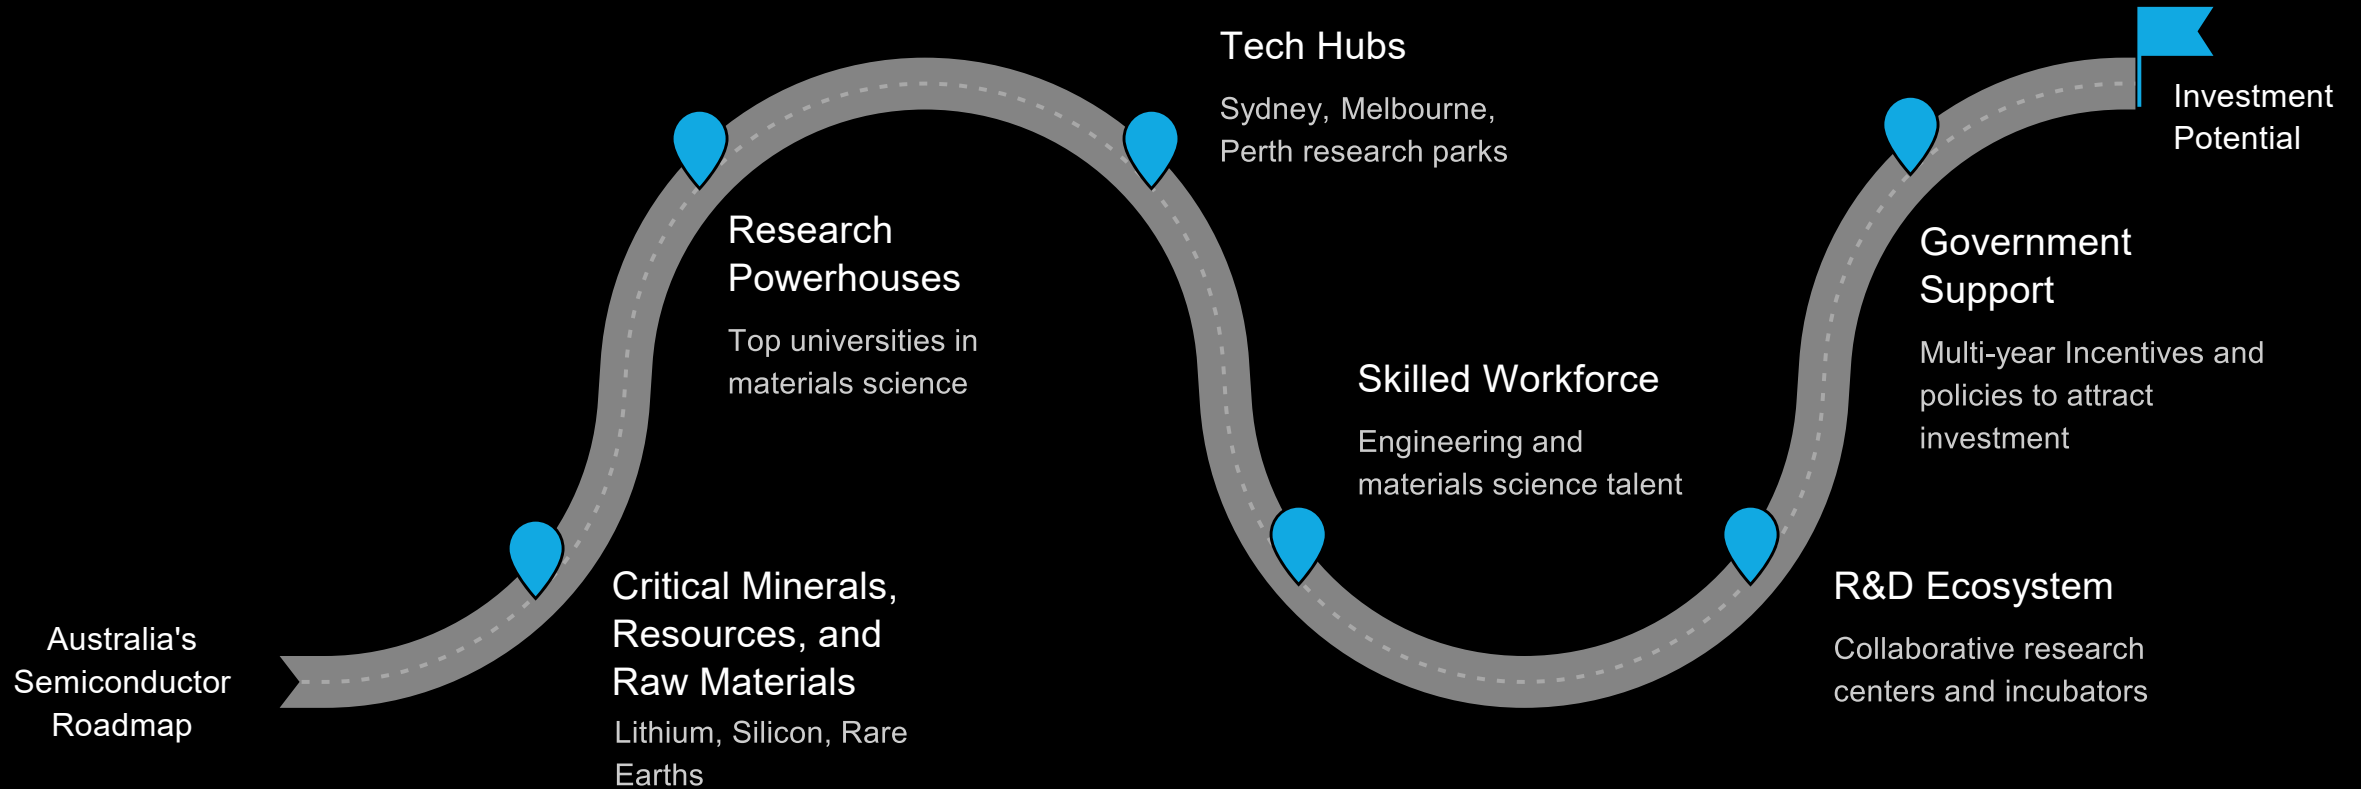 Australia's
Semiconductor
Roadmap
Critical Minerals,
Resources, and
Raw Materials
Lithium, Silicon, Rare
Earths
Research
Powerhouses
Top universities in
materials science
Tech Hubs
Sydney, Melbourne,
Perth research parks
Skilled Workforce
Engineering and
materials science talent
R&D Ecosystem
Collaborative research
centers and incubators
Government
Support
Multi-year Incentives and
policies to attract
investment
Investment
Potential